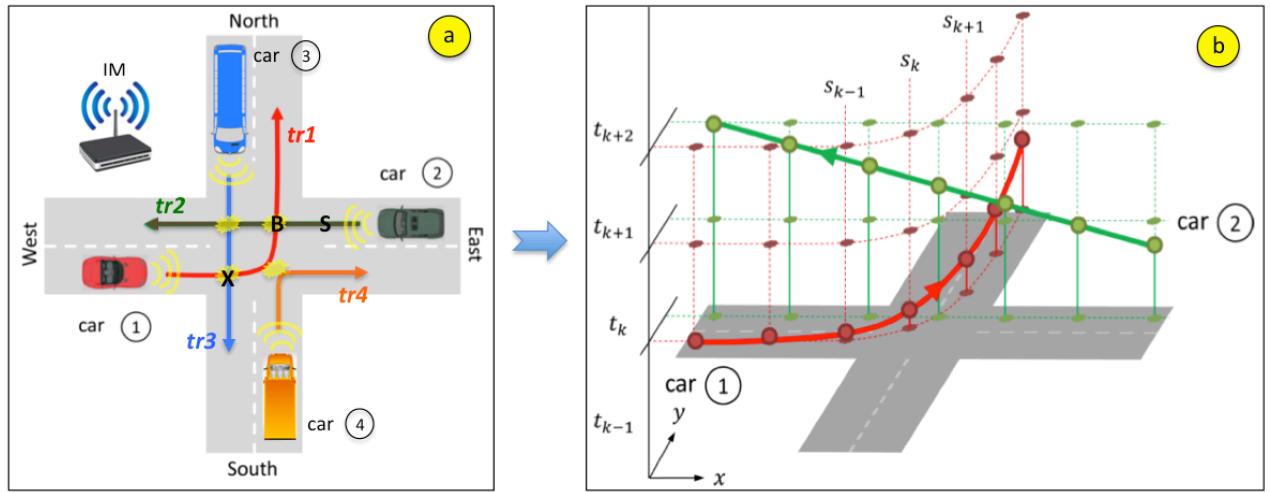 North
a
car 3
IM
tr1
car 2
tr2
B
S
West
East
X
tr4
car 1
tr3
car 4
South
b
s_{k+1}
s_k
s_{k-1}
t_{k+2}
t_{k+1}
car 2
t_k
car 1
y
t_{k-1}
x